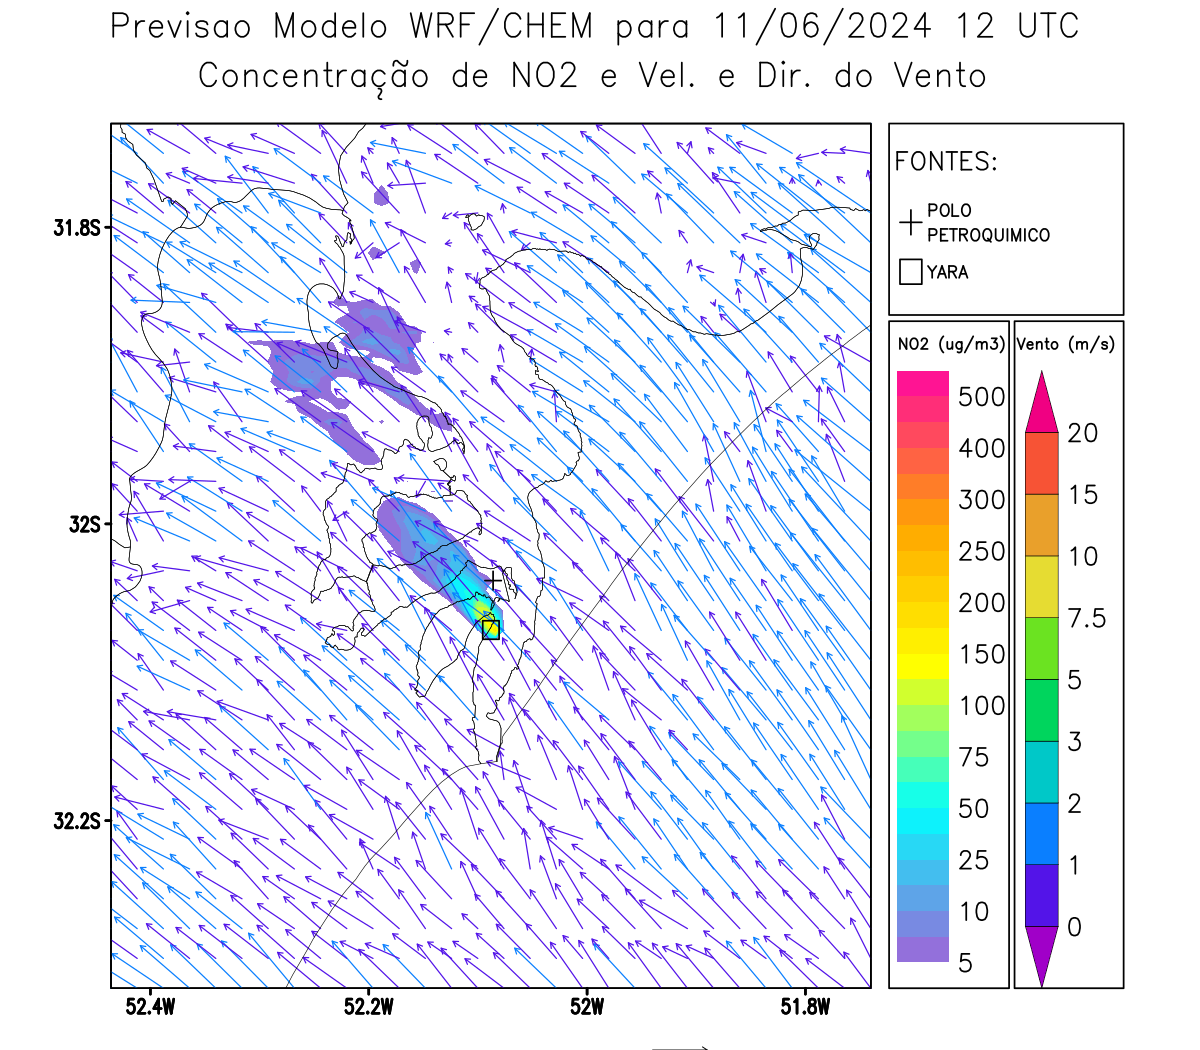 Previsao Modelo WRF/CHEM para 11/06/2024 12 UTC
Concentração de NO2 e Vel. e Dir. do Vento
FONTES:
POLO
PETROQUIMICO
YARA
NO2 (ug/m3)
500
400
300
250
200
150
100
75
50
25
10
5
Vento (m/s)
20
15
10
7.5
5
3
2
1
0
31.8S
32S
32.2S
52.4W
52.2W
52W
51.8W